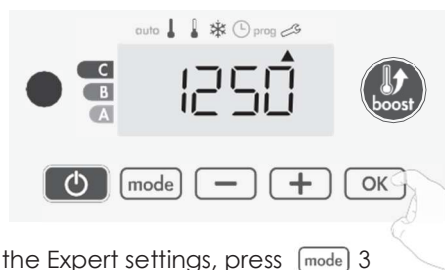 auto prog
C
B
A
1250
boost
mode − + OK
the Expert settings, press mode 3